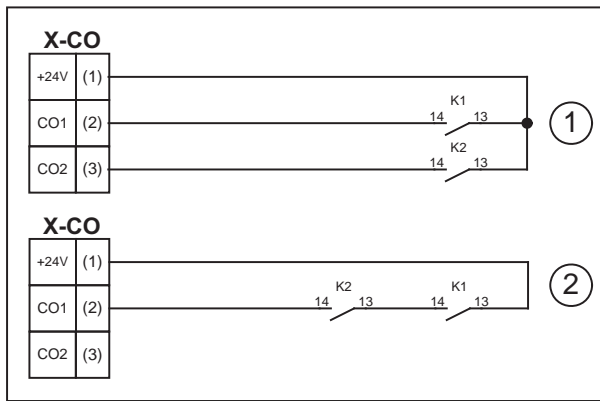 X-CO
+24V (1)
K1
CO1 (2) 14 13 1
K2
CO2 (3) 14 13
X-CO
+24V (1)
2
K2 K1
CO1 (2) 14 13 14 13
CO2 (3)